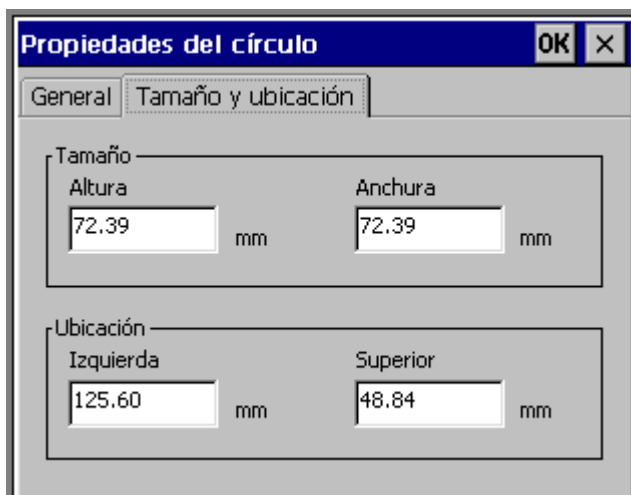 Propiedades del círculo OK ×
General Tamaño y ubicación
Tamaño
Altura Anchura
72.39 mm 72.39 mm
Ubicación
Izquierda Superior
125.60 mm 48.84 mm